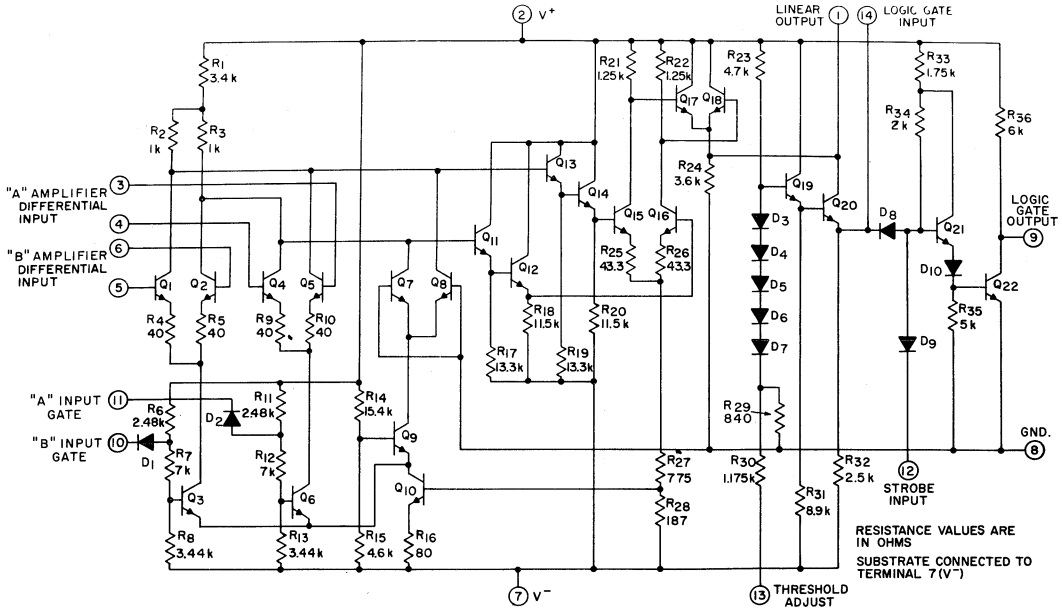 2 V+
LINEAR OUTPUT
1
14
LOGIC GATE INPUT
R1
3.4k
R2
1k
R3
1k
R21
1.25k
R22
1.25k
Q17
Q18
R23
4.7k
R33
1.75k
R34
2k
R36
6k
"A" AMPLIFIER DIFFERENTIAL INPUT
3
4
"B" AMPLIFIER DIFFERENTIAL INPUT
6
5
Q1
Q2
Q4
Q5
Q7
Q8
Q11
Q12
Q13
Q14
Q15
Q16
R24
3.6k
Q19
Q20
D3
D4
D5
D6
D7
D8
Q21
D10
Q22
LOGIC GATE OUTPUT
9
R4
40
R5
40
R9
40
R10
40
R25
43.3
R26
43.3
R18
11.5k
R20
11.5k
R17
13.3k
R19
13.3k
R35
5k
D9
"A" INPUT GATE
11
"B" INPUT GATE
10
D1
R6
2.48k
D2
R11
2.48k
R14
15.4k
R29
840
GND.
8
R7
7k
R12
7k
Q9
Q10
Q3
Q6
R27
775
R28
187
R30
1.175k
R31
8.9k
R32
2.5k
12
STROBE INPUT
R8
3.44k
R13
3.44k
R15
4.6k
R16
80
7 V-
13
THRESHOLD ADJUST
RESISTANCE VALUES ARE
IN OHMS
SUBSTRATE CONNECTED TO
TERMINAL 7 (V-)